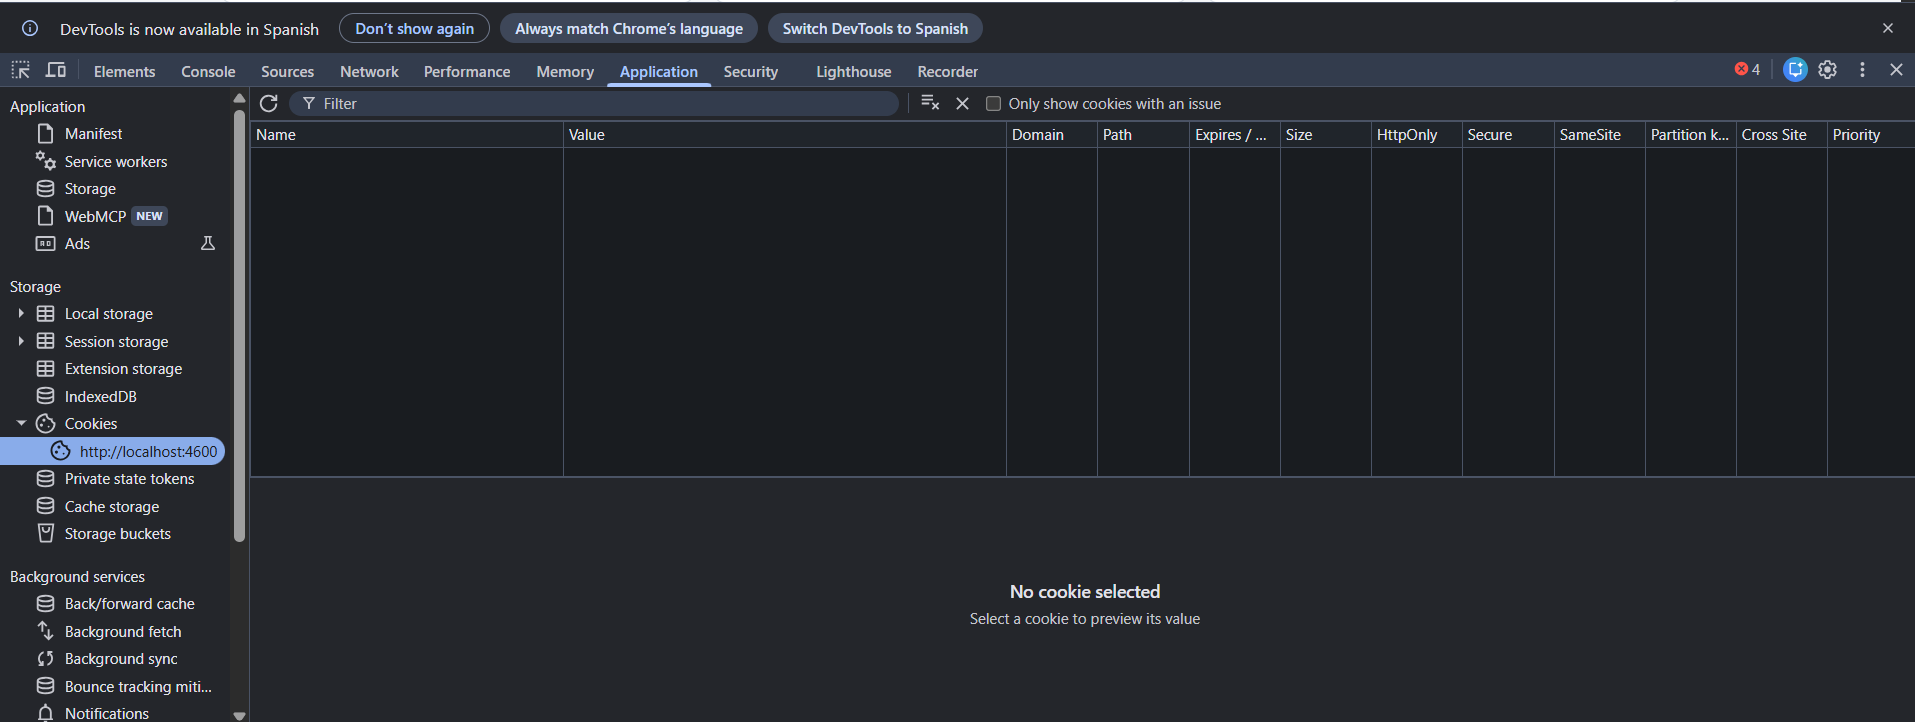 DevTools is now available in Spanish Don't show again Always match Chrome's language Switch DevTools to Spanish
Elements Console Sources Network Performance Memory Application Security Lighthouse Recorder 4
Application
Manifest
Service workers
Storage
WebMCP NEW
Ads
Storage
Local storage
Session storage
Extension storage
IndexedDB
Cookies
http://localhost:4600
Private state tokens
Cache storage
Storage buckets
Background services
Back/forward cache
Background fetch
Background sync
Bounce tracking miti...
Notifications
Filter Only show cookies with an issue
Name Value Domain Path Expires / ... Size HttpOnly Secure SameSite Partition k... Cross Site Priority
No cookie selected
Select a cookie to preview its value